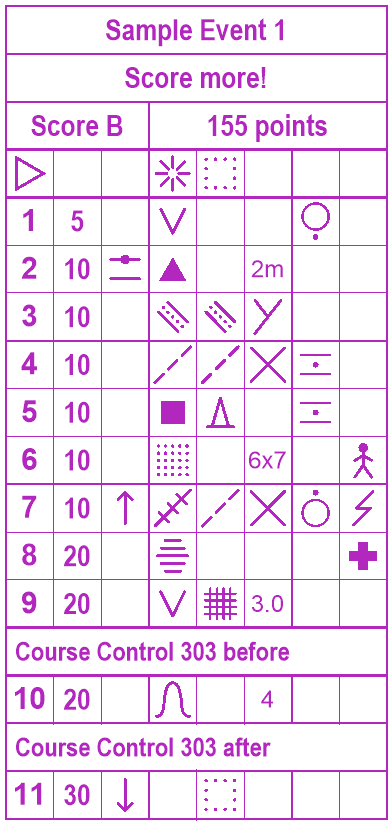 Sample Event 1
Score more!
Score B 155 points
1 5
2 10 2m
3 10
4 10
5 10
6 10 6x7
7 10
8 20
9 20 3.0
Course Control 303 before
10 20 4
Course Control 303 after
11 30